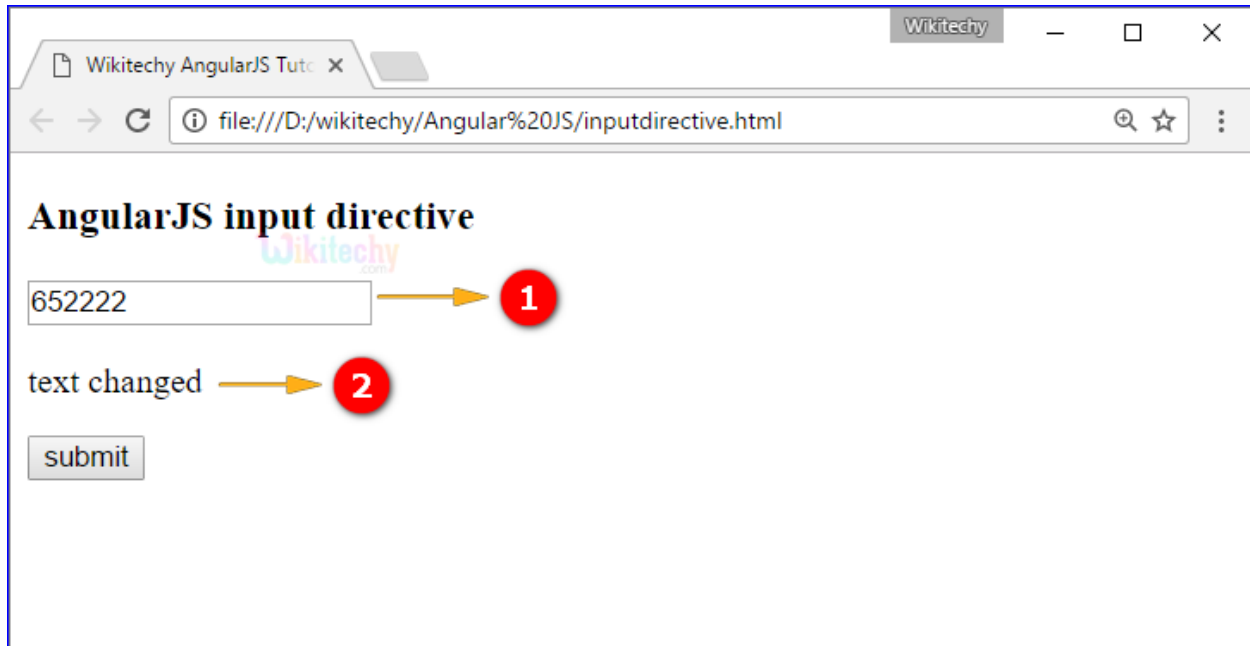 Wikitechy
Wikitechy AngularJS Tuto
file:///D:/wikitechy/Angular%20JS/inputdirective.html
AngularJS input directive
Wikitechy
.com
652222
1
text changed
2
submit